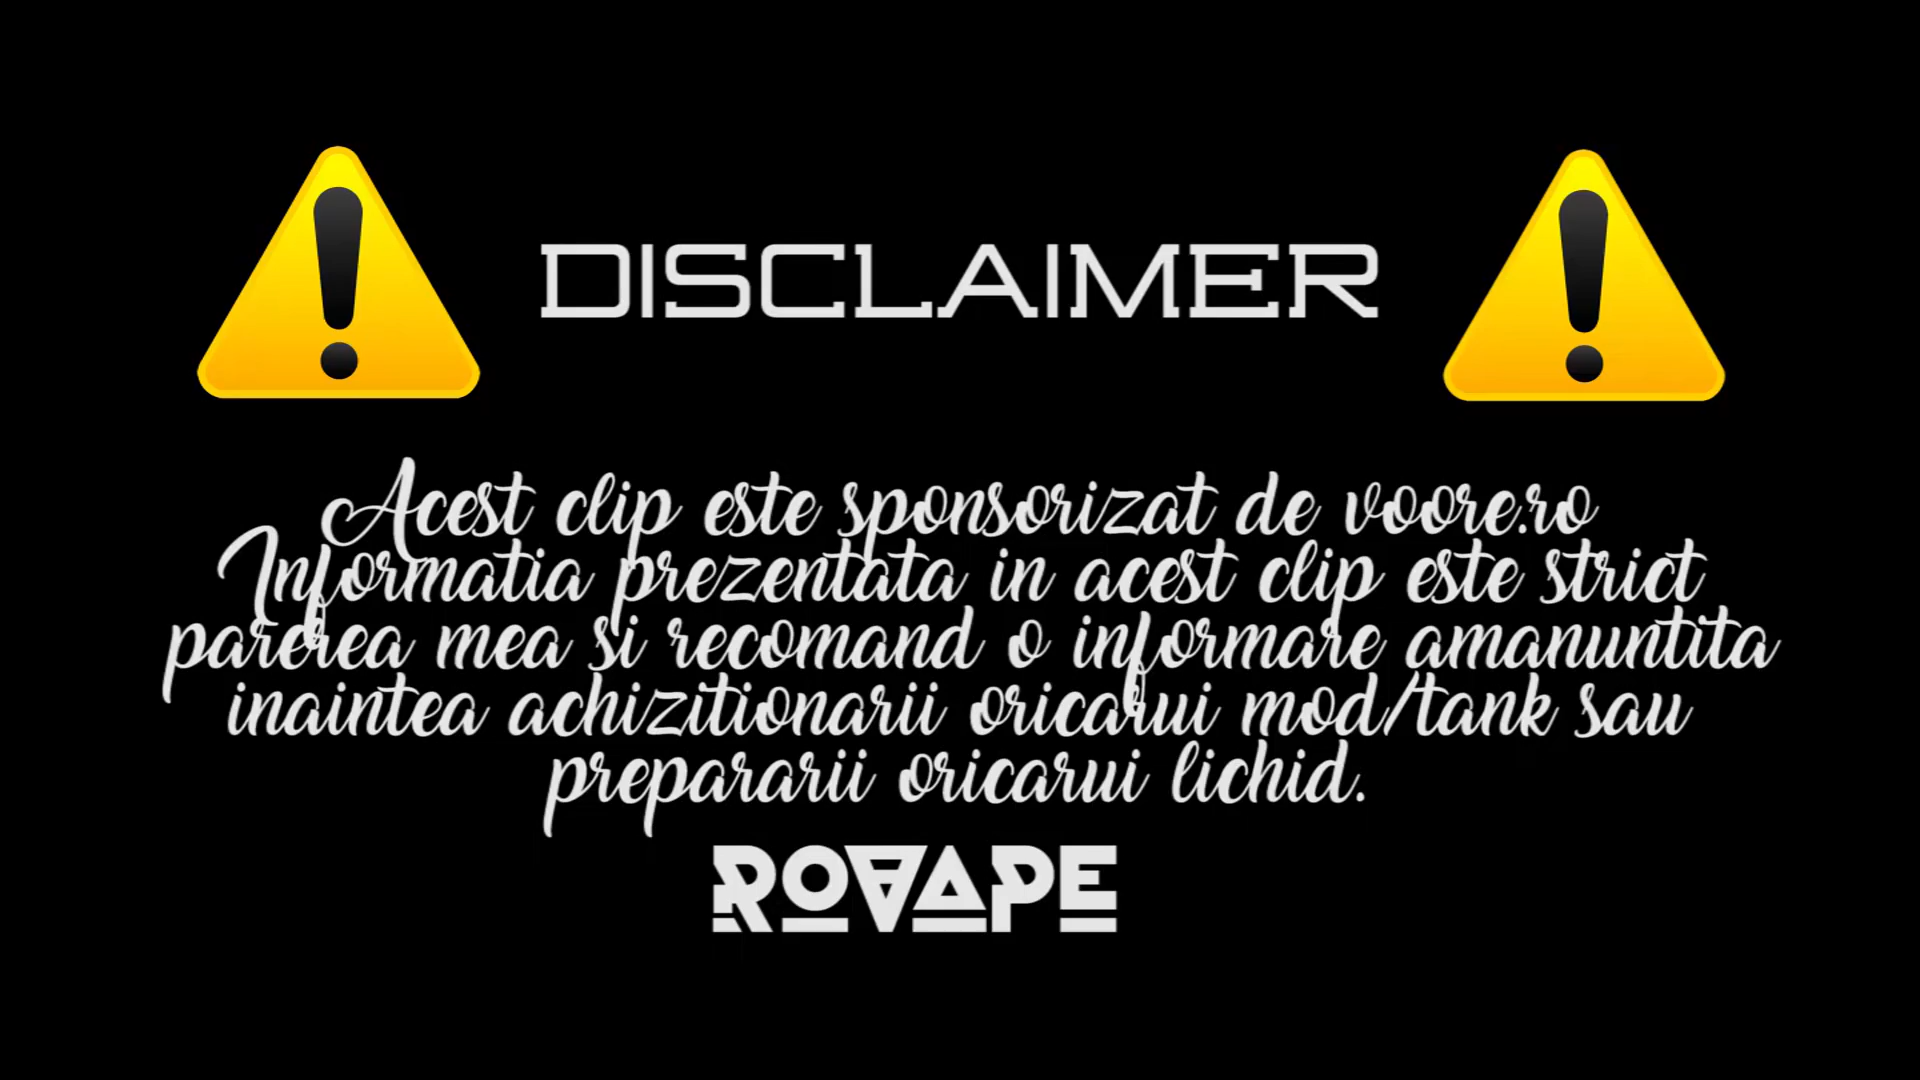 DISCLAIMER
Acest clip este sponsorizat de voore.ro
Informatia prezentata in acest clip este strict
parerea mea si recomand o informare amanuntita
inaintea achizitionarii oricarui mod/tank sau
prepararii oricarui lichid.
ROVAPE